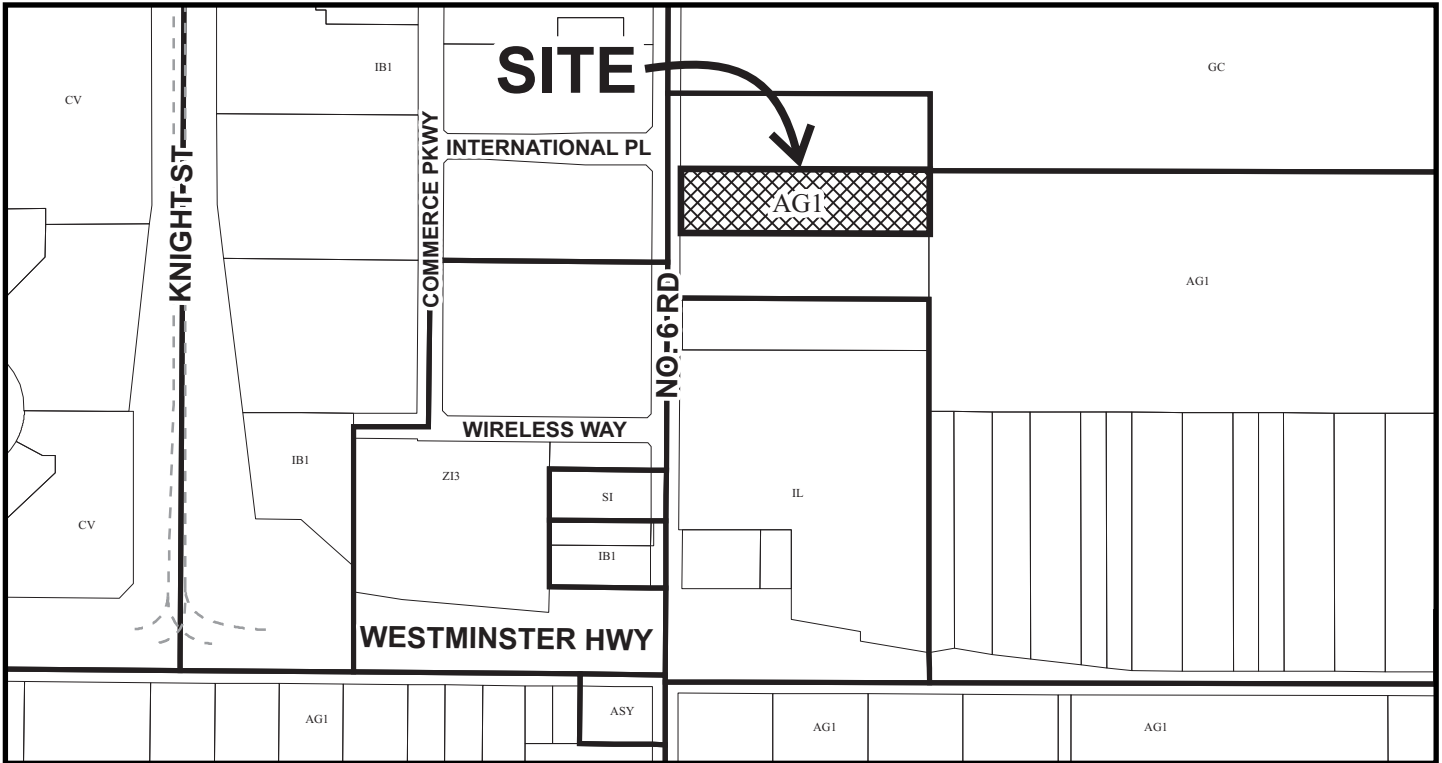 IB1
GC
SITE
CV
INTERNATIONAL PL
COMMERCE PKWY
KNIGHT ST
AG1
AG1
NO. 6 RD
WIRELESS WAY
IB1
ZI3
SI
IL
CV
IB1
WESTMINSTER HWY
AG1
ASY
AG1
AG1